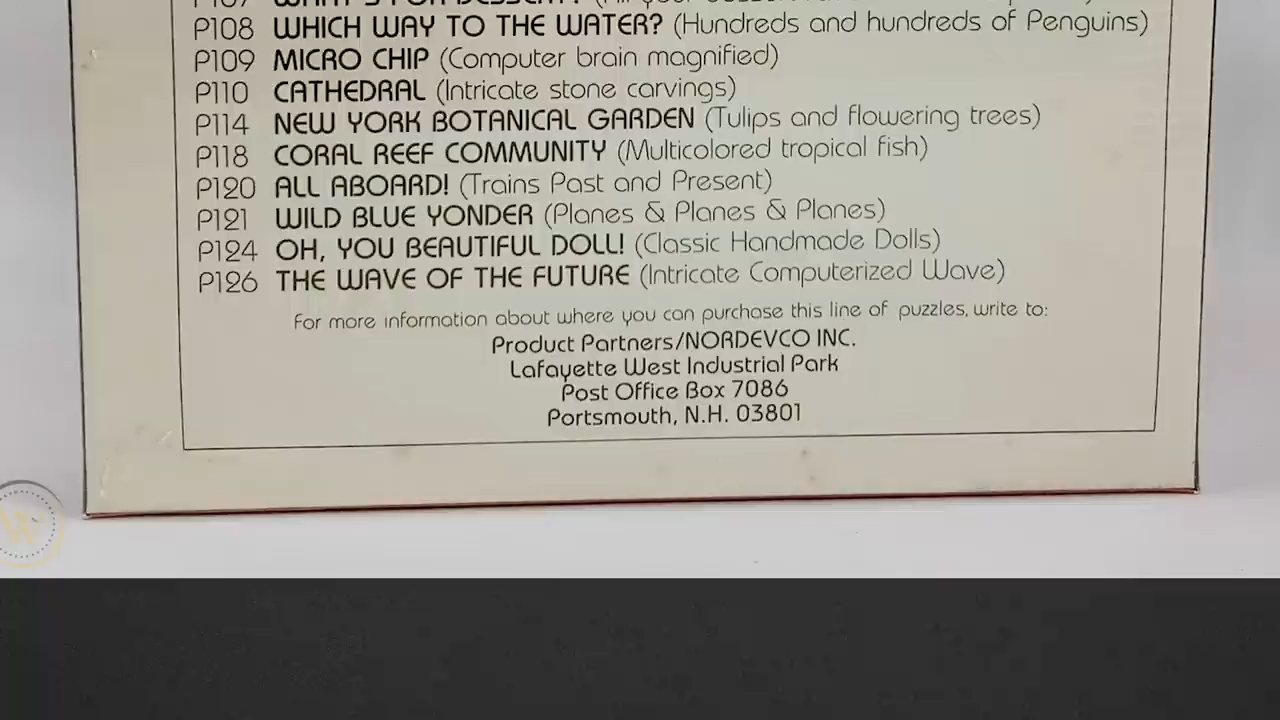 P107 WHAT'S FOR DESSERT?
P108 WHICH WAY TO THE WATER? (Hundreds and hundreds of Penguins)
P109 MICRO CHIP (Computer brain magnified)
P110 CATHEDRAL (Intricate stone carvings)
P114 NEW YORK BOTANICAL GARDEN (Tulips and flowering trees)
P118 CORAL REEF COMMUNITY (Multicolored tropical fish)
P120 ALL ABOARD! (Trains Past and Present)
P121 WILD BLUE YONDER (Planes & Planes & Planes)
P124 OH, YOU BEAUTIFUL DOLL! (Classic Handmade Dolls)
P126 THE WAVE OF THE FUTURE (Intricate Computerized Wave)
For more information about where you can purchase this line of puzzles, write to:
Product Partners/NORDEVCO INC.
Lafayette West Industrial Park
Post Office Box 7086
Portsmouth, N.H. 03801
W